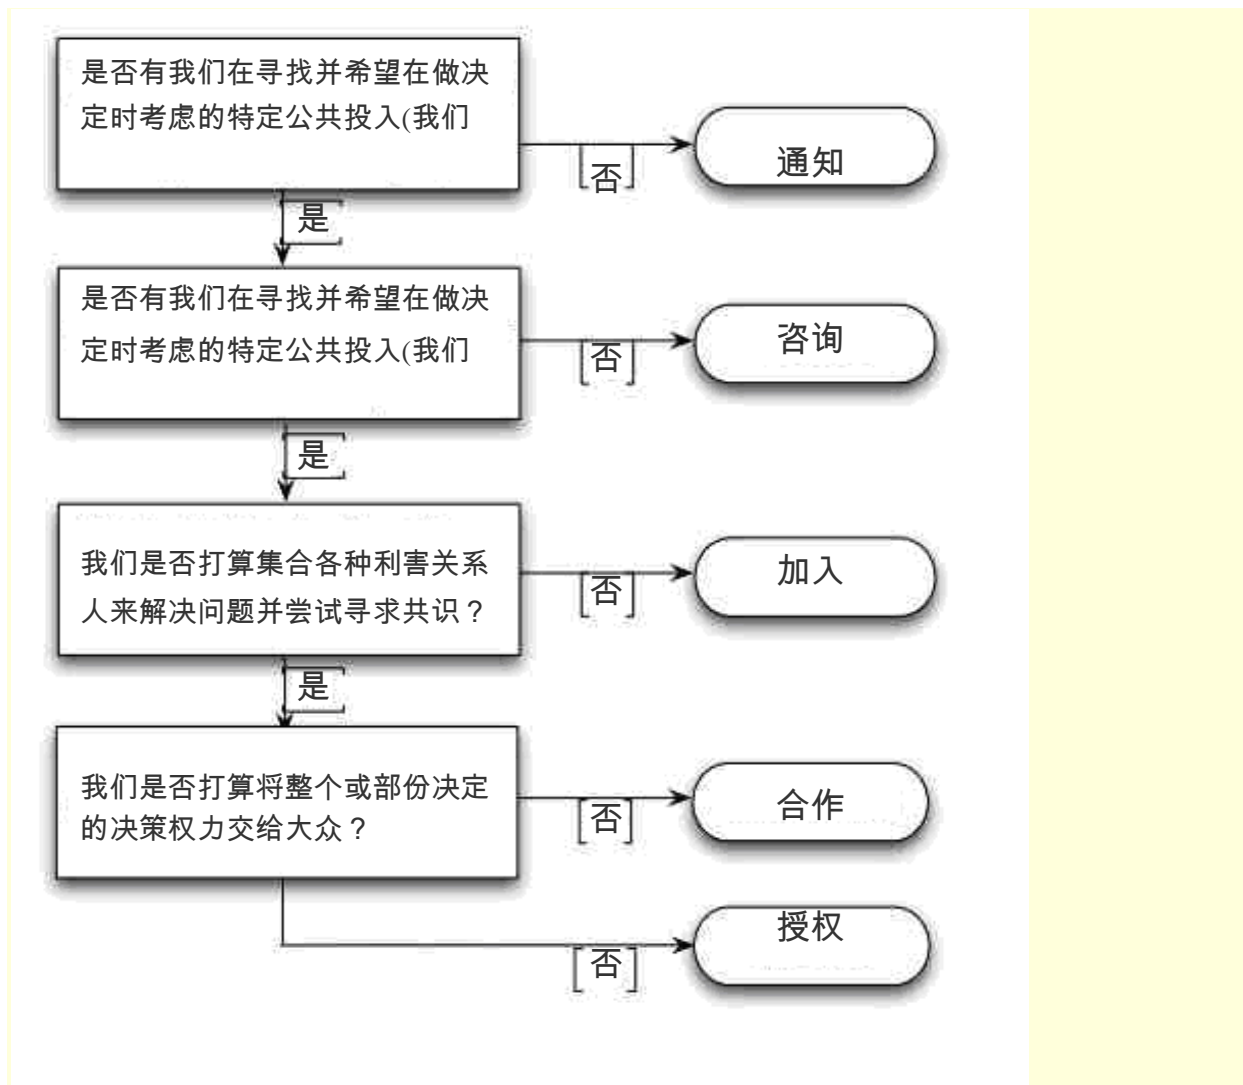 是否有我们在寻找并希望在做决
定时考虑的特定公共投入(我们
[否]
通知
[是]
是否有我们在寻找并希望在做决
定时考虑的特定公共投入(我们
[否]
咨询
[是]
我们是否打算集合各种利害关系
人来解决问题并尝试寻求共识？
[否]
加入
[是]
我们是否打算将整个或部份决定
的决策权力交给大众？
[否]
合作
[否]
授权